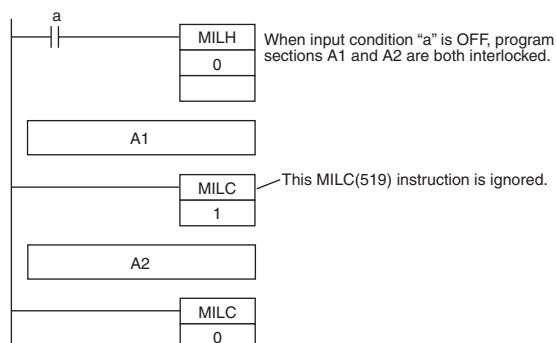 a
MILH
0
When input condition “a” is OFF, program
sections A1 and A2 are both interlocked.
A1
MILC
1
This MILC(519) instruction is ignored.
A2
MILC
0